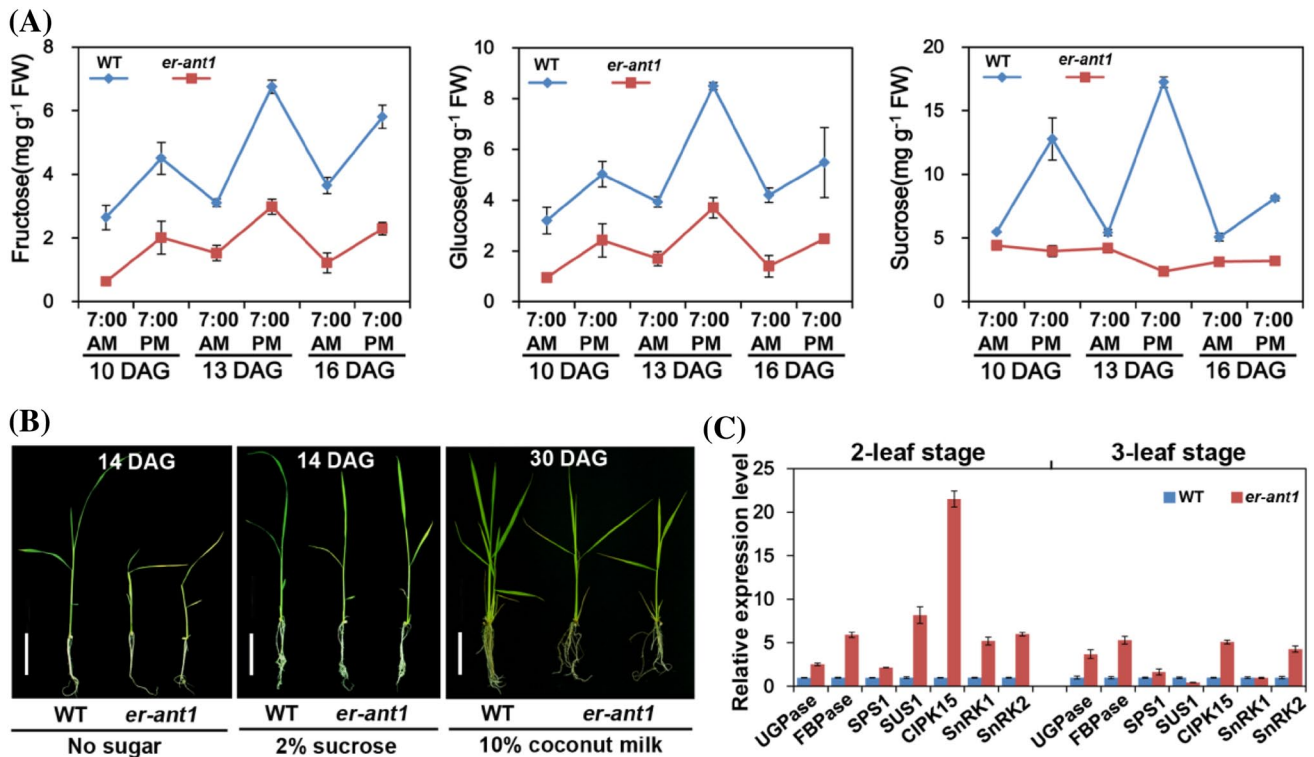 (A)
8
6
4
2
0
Fructose(mg g⁻¹ FW)
WT er-ant1
7:00 7:00 7:00 7:00 7:00 7:00
AM PM AM PM AM PM
10 DAG 13 DAG 16 DAG
10
8
6
4
2
0
Glucose(mg g⁻¹ FW)
WT er-ant1
7:00 7:00 7:00 7:00 7:00 7:00
AM PM AM PM AM PM
10 DAG 13 DAG 16 DAG
20
15
10
5
0
Sucrose(mg g⁻¹ FW)
WT er-ant1
7:00 7:00 7:00 7:00 7:00 7:00
AM PM AM PM AM PM
10 DAG 13 DAG 16 DAG
(B)
14 DAG 14 DAG 30 DAG
WT er-ant1 WT er-ant1 WT er-ant1
No sugar 2% sucrose 10% coconut milk
(C)
2-leaf stage 3-leaf stage
25
20
15
10
5
0
Relative expression level
WT er-ant1
UGPase FBPase SPS1 SUS1 CIPK15 SnRK1 SnRK2 UGPase FBPase SPS1 SUS1 CIPK15 SnRK1 SnRK2